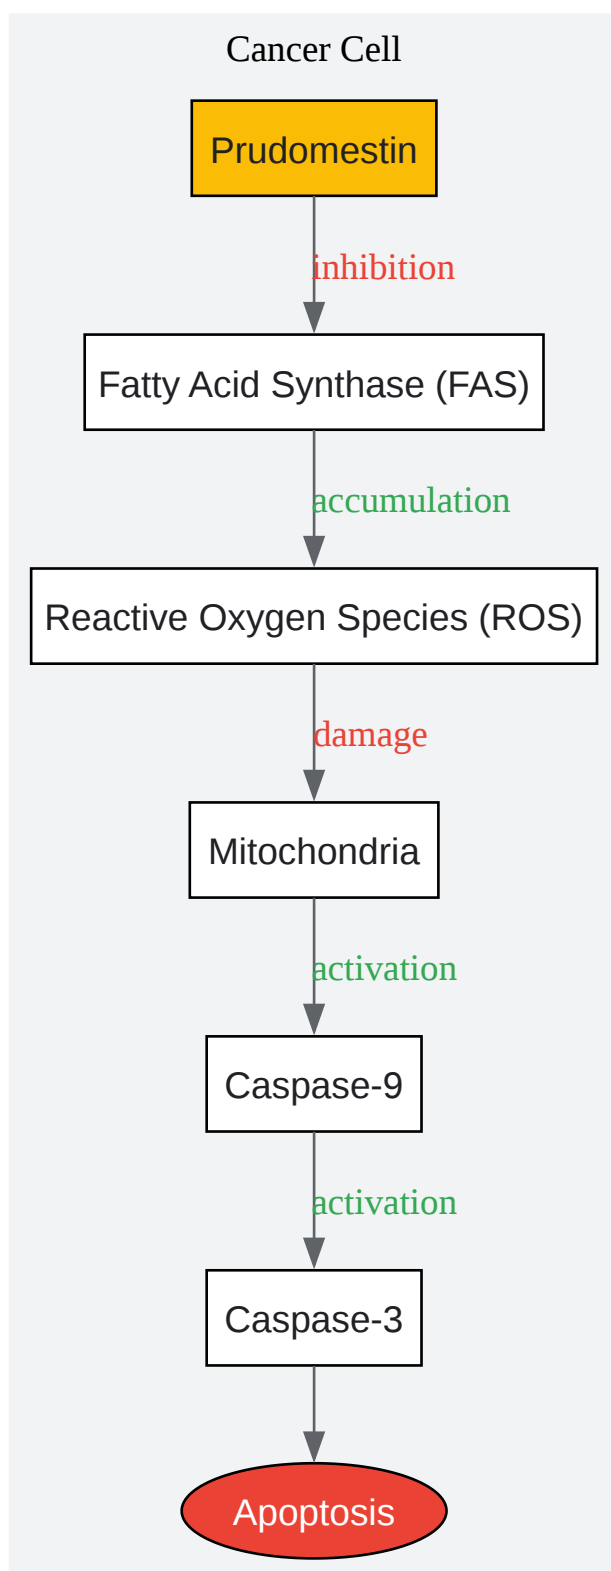 Cancer Cell
Prudomestin
inhibition
Fatty Acid Synthase (FAS)
accumulation
Reactive Oxygen Species (ROS)
damage
Mitochondria
activation
Caspase-9
activation
Caspase-3
Apoptosis